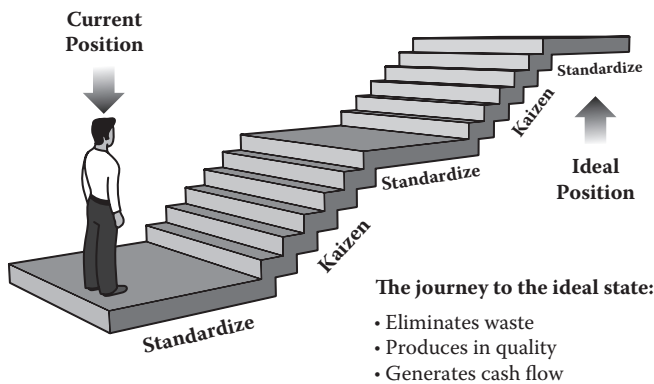 Current
Position
Standardize
Kaizen
Standardize
Kaizen
Standardize
Ideal
Position
The journey to the ideal state:
• Eliminates waste
• Produces in quality
• Generates cash flow